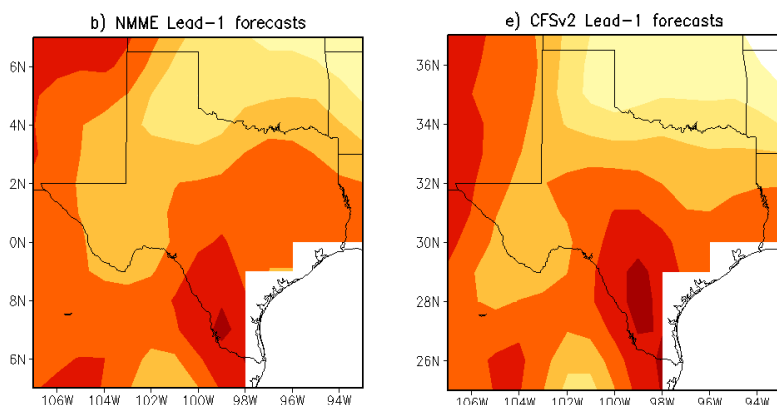 b) NMME Lead-1 forecasts
e) CFSv2 Lead-1 forecasts
6N
4N
2N
0N
8N
6N
106W 104W 102W 100W 98W 96W 94W
36N
34N
32N
30N
28N
26N
106W 104W 102W 100W 98W 96W 94W